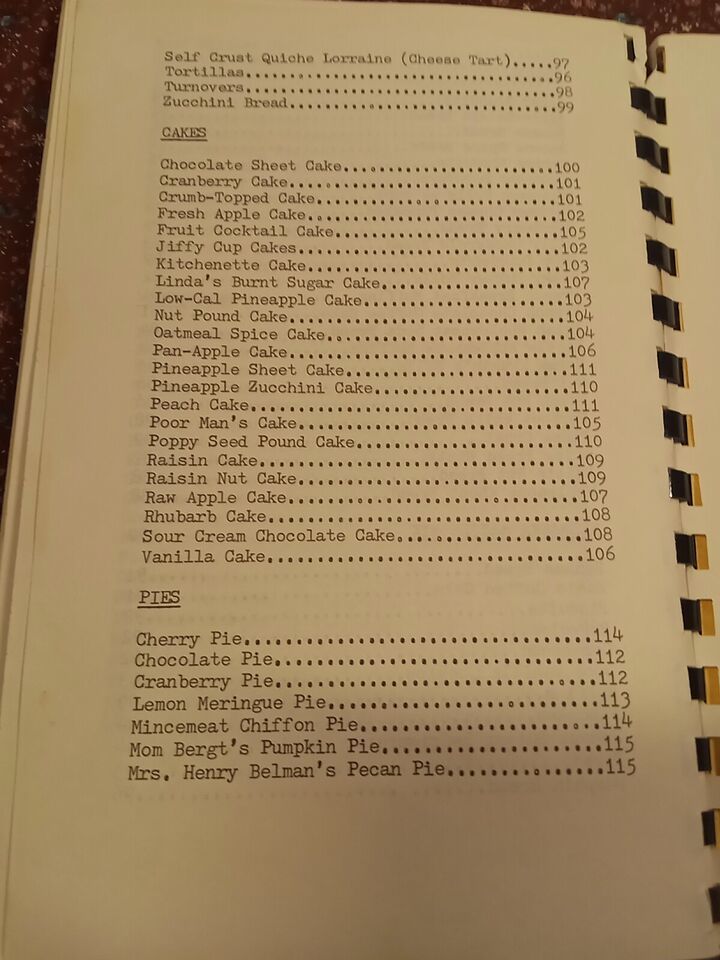 Self Crust Quiche Lorraine (Cheese Tart).....97
Tortillas......................................96
Turnovers......................................98
Zucchini Bread.................................99
CAKES
Chocolate Sheet Cake..........................100
Cranberry Cake................................101
Crumb-Topped Cake.............................101
Fresh Apple Cake..............................102
Fruit Cocktail Cake...........................105
Jiffy Cup Cakes...............................102
Kitchenette Cake..............................103
Linda's Burnt Sugar Cake......................107
Low-Cal Pineapple Cake........................103
Nut Pound Cake................................104
Oatmeal Spice Cake............................104
Pan-Apple Cake................................106
Pineapple Sheet Cake..........................111
Pineapple Zucchini Cake.......................110
Peach Cake....................................111
Poor Man's Cake...............................105
Poppy Seed Pound Cake.........................110
Raisin Cake...................................109
Raisin Nut Cake...............................109
Raw Apple Cake................................107
Rhubarb Cake..................................108
Sour Cream Chocolate Cake.....................108
Vanilla Cake..................................106
PIES
Cherry Pie....................................114
Chocolate Pie.................................112
Cranberry Pie.................................112
Lemon Meringue Pie............................113
Mincemeat Chiffon Pie.........................114
Mom Bergt's Pumpkin Pie.......................115
Mrs. Henry Belman's Pecan Pie.................115